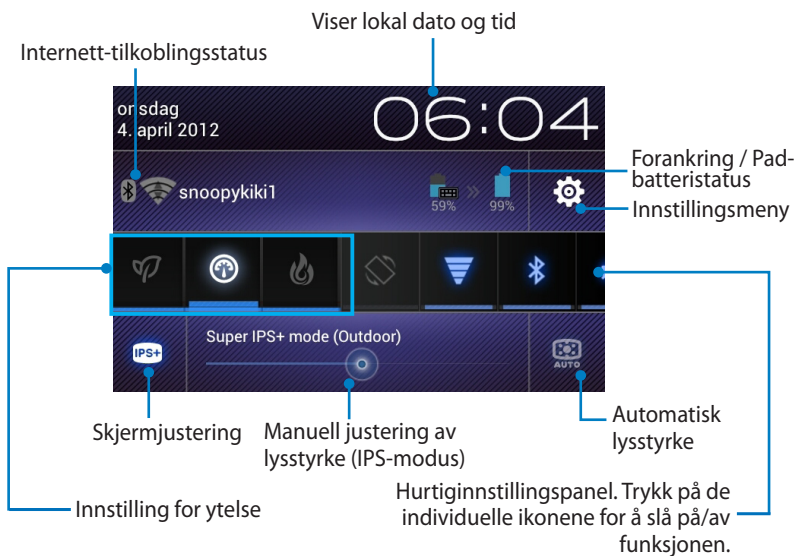 Viser lokal dato og tid
Internett-tilkoblingsstatus
onsdag
4. april 2012
06:04
Forankring / Pad-
batteristatus
snoopykiki1
59%
99%
Innstillingsmeny
Super IPS+ mode (Outdoor)
IPS+
AUTO
Skjermjustering
Manuell justering av
lysstyrke (IPS-modus)
Automatisk
lysstyrke
Innstilling for ytelse
Hurtiginnstillingspanel. Trykk på de
individuelle ikonene for å slå på/av
funksjonen.